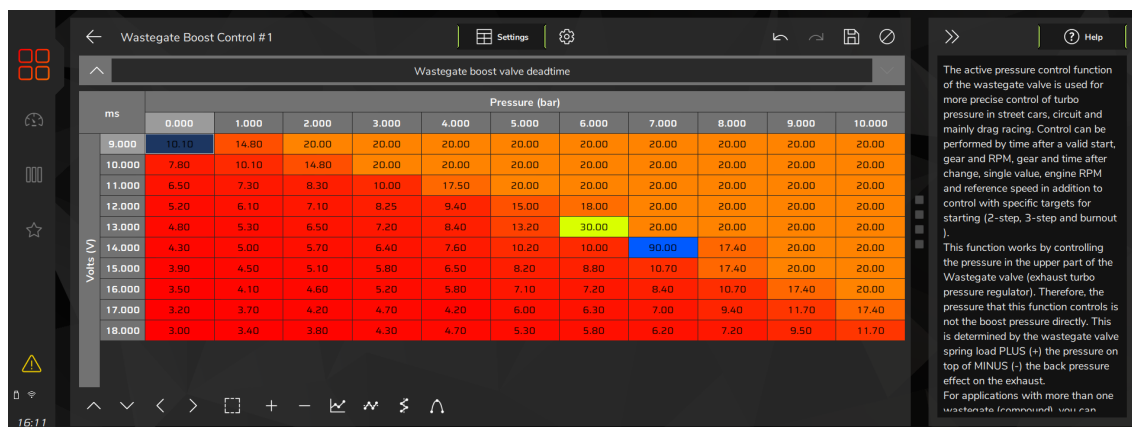 Wastegate Boost Control #1
Settings
Help
Wastegate boost valve deadtime
ms
Pressure (bar)
0.000 1.000 2.000 3.000 4.000 5.000 6.000 7.000 8.000 9.000 10.000
Volts (V)
9.000 10.10 14.80 20.00 20.00 20.00 20.00 20.00 20.00 20.00 20.00 20.00
10.000 7.80 10.10 14.80 20.00 20.00 20.00 20.00 20.00 20.00 20.00 20.00
11.000 6.50 7.30 8.30 10.00 17.50 20.00 20.00 20.00 20.00 20.00 20.00
12.000 5.20 6.10 7.10 8.25 9.40 15.00 18.00 20.00 20.00 20.00 20.00
13.000 4.80 5.30 6.50 7.20 8.40 13.20 30.00 20.00 20.00 20.00 20.00
14.000 4.30 5.00 5.70 6.40 7.60 10.20 10.00 90.00 17.40 20.00 20.00
15.000 3.90 4.50 5.10 5.80 6.50 8.20 8.80 10.70 17.40 20.00 20.00
16.000 3.50 4.10 4.60 5.20 5.80 7.10 7.20 8.40 10.70 17.40 20.00
17.000 3.20 3.70 4.20 4.70 4.20 6.00 6.30 7.00 9.40 11.70 17.40
18.000 3.00 3.40 3.80 4.30 4.70 5.30 5.80 6.20 7.20 9.50 11.70
16:11
The active pressure control function
of the wastegate valve is used for
more precise control of turbo
pressure in street cars, circuit and
mainly drag racing. Control can be
performed by time after a valid start,
gear and RPM, gear and time after
change, single value, engine RPM
and reference speed in addition to
control with specific targets for
starting (2-step, 3-step and burnout
).
This function works by controlling
the pressure in the upper part of the
Wastegate valve (exhaust turbo
pressure regulator). Therefore, the
pressure that this function controls is
not the boost pressure directly. This
is determined by the wastegate valve
spring load PLUS (+) the pressure on
top of MINUS (-) the back pressure
effect on the exhaust.
For applications with more than one
wastegate (compound), you can